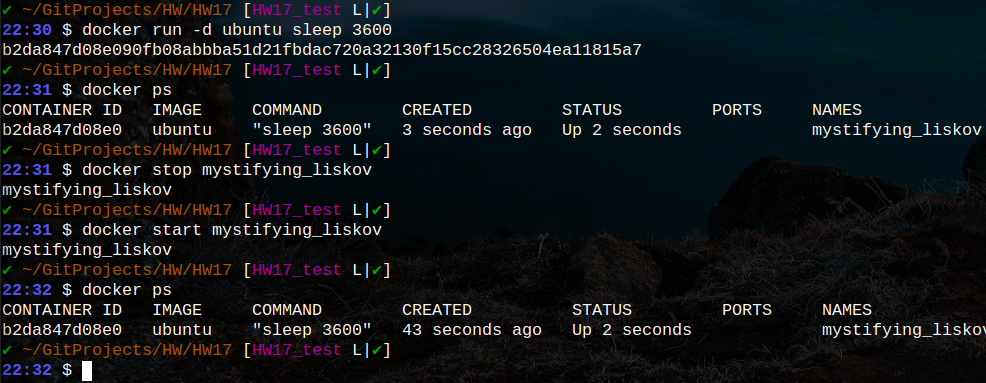 ✔ ~/GitProjects/HW/HW17 [HW17_test L|✔]
22:30 $ docker run -d ubuntu sleep 3600
b2da847d08e090fb08abbba51d21fbdac720a32130f15cc28326504ea11815a7
✔ ~/GitProjects/HW/HW17 [HW17_test L|✔]
22:31 $ docker ps
CONTAINER ID   IMAGE     COMMAND        CREATED         STATUS         PORTS     NAMES
b2da847d08e0   ubuntu    "sleep 3600"   3 seconds ago   Up 2 seconds             mystifying_liskov
✔ ~/GitProjects/HW/HW17 [HW17_test L|✔]
22:31 $ docker stop mystifying_liskov
mystifying_liskov
✔ ~/GitProjects/HW/HW17 [HW17_test L|✔]
22:31 $ docker start mystifying_liskov
mystifying_liskov
✔ ~/GitProjects/HW/HW17 [HW17_test L|✔]
22:32 $ docker ps
CONTAINER ID   IMAGE     COMMAND        CREATED          STATUS         PORTS     NAMES
b2da847d08e0   ubuntu    "sleep 3600"   43 seconds ago   Up 2 seconds             mystifying_liskov
✔ ~/GitProjects/HW/HW17 [HW17_test L|✔]
22:32 $